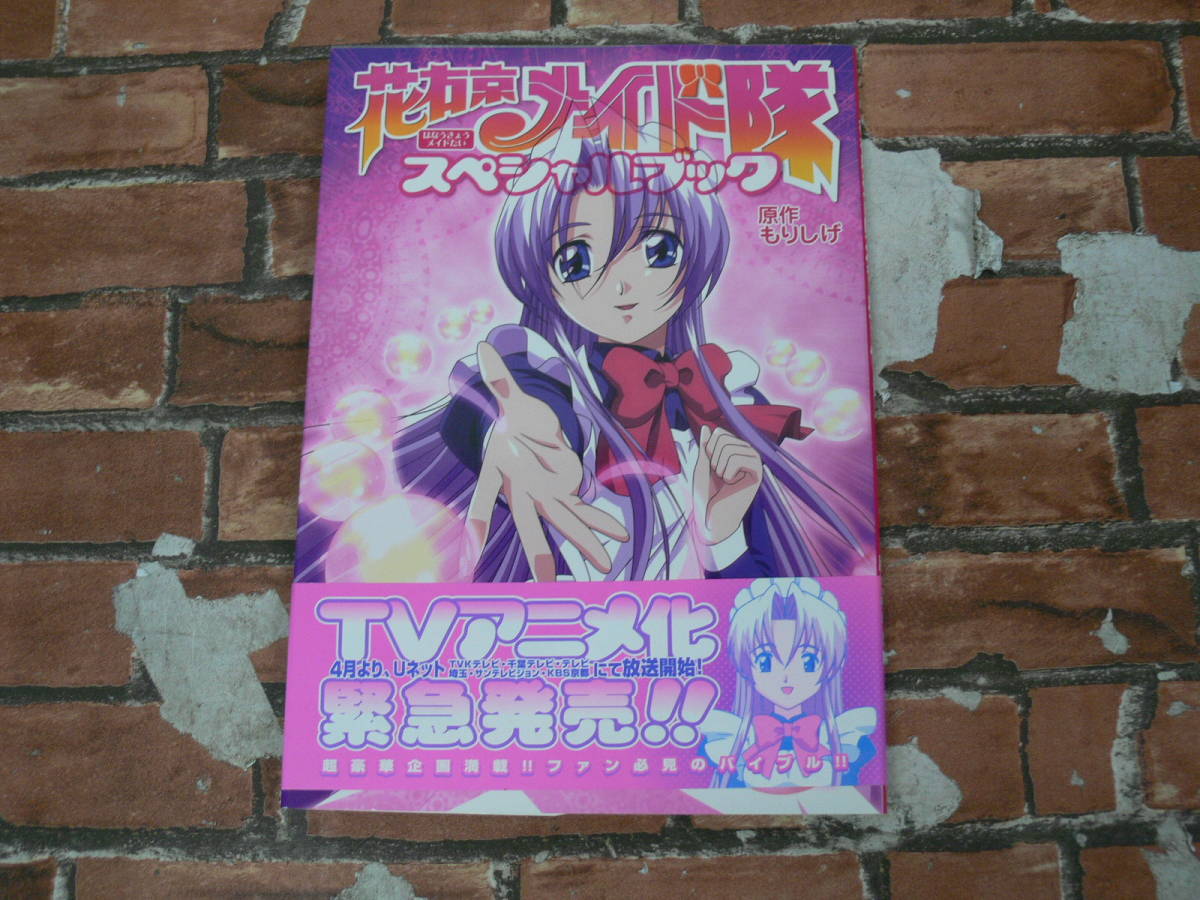 花右京メイド隊
はなうきょう
メイドたい
スペシャルブック
原作
もりしげ
TVアニメ化
4月より、Uネット TVKテレビ・千葉テレビ・テレビ埼玉・サンテレビジョン・KBS京都 にて放送開始!
緊急発売!!
超豪華企画満載!!ファン必見のバイブル!!